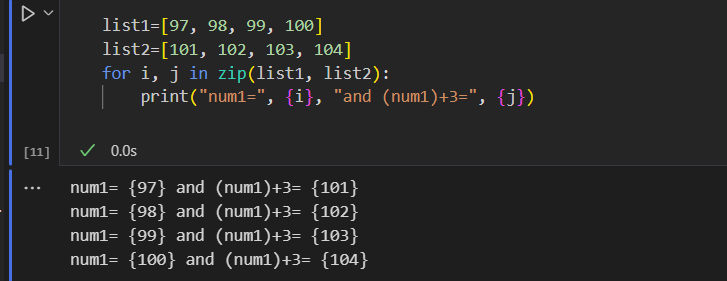 list1=[97, 98, 99, 100]
list2=[101, 102, 103, 104]
for i, j in zip(list1, list2):
    print("num1=", {i}, "and (num1)+3=", {j})
[11] ✓ 0.0s
... num1= {97} and (num1)+3= {101}
num1= {98} and (num1)+3= {102}
num1= {99} and (num1)+3= {103}
num1= {100} and (num1)+3= {104}